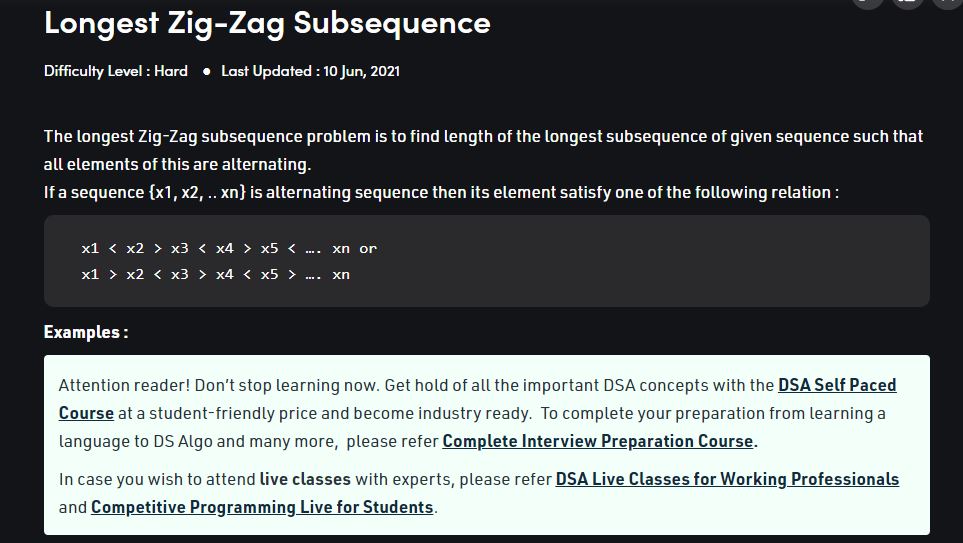 Longest Zig-Zag Subsequence
Difficulty Level : Hard ● Last Updated : 10 Jun, 2021
The longest Zig-Zag subsequence problem is to find length of the longest subsequence of given sequence such that
all elements of this are alternating.
If a sequence {x1, x2, .. xn} is alternating sequence then its element satisfy one of the following relation :
x1 < x2 > x3 < x4 > x5 < …. xn or
x1 > x2 < x3 > x4 < x5 > …. xn
Examples :
Attention reader! Don’t stop learning now. Get hold of all the important DSA concepts with the DSA Self Paced
Course at a student-friendly price and become industry ready.  To complete your preparation from learning a
language to DS Algo and many more,  please refer Complete Interview Preparation Course.
In case you wish to attend live classes with experts, please refer DSA Live Classes for Working Professionals
and Competitive Programming Live for Students.